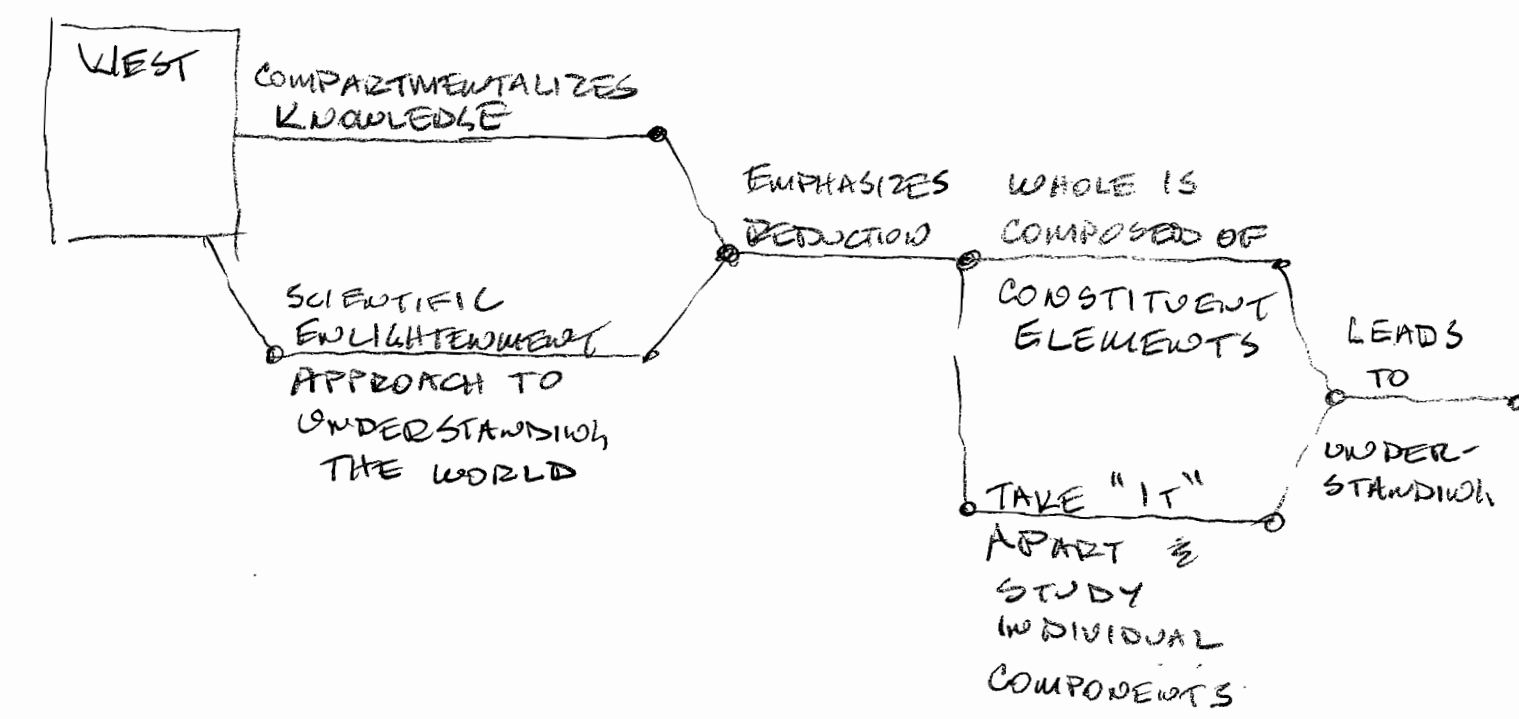 WEST
COMPARTMENTALIZES
KNOWLEDGE
SCIENTIFIC
ENLIGHTENMENT
APPROACH TO
UNDERSTANDING
THE WORLD
EMPHASIZES
REDUCTION
WHOLE IS
COMPOSED OF
CONSTITUENT
ELEMENTS
TAKE "IT"
APART &
STUDY
INDIVIDUAL
COMPONENTS
LEADS
TO
UNDER-
STANDING